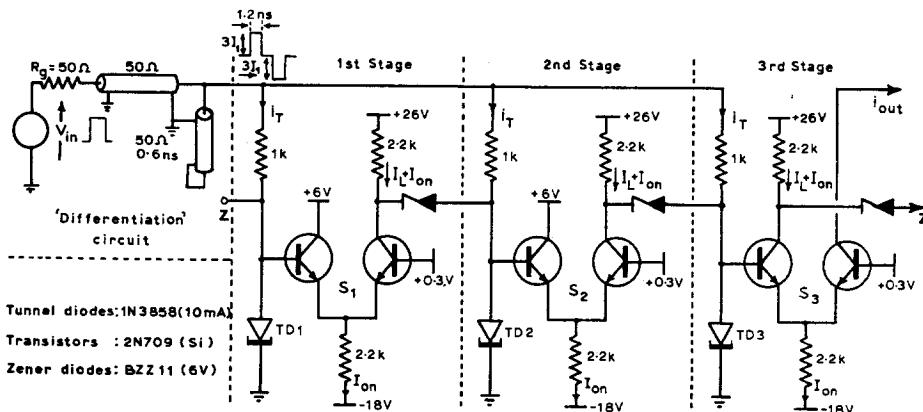 1.2ns
3I₁
3I₁
Rg=50Ω
50Ω
1st Stage
2nd Stage
3rd Stage
Vin
50Ω
0.6ns
iT
1k
+26V
2.2k
IL+Ion
iT
1k
+26V
2.2k
IL+Ion
iT
1k
+26V
2.2k
IL+Ion
iout
Z
+6V
+6V
Z
'Differentiation'
circuit
S1
+0.3V
S2
+0.3V
S3
+0.3V
Tunnel diodes: 1N3858(10mA)
Transistors : 2N709 (Si)
Zener diodes: BZZ11 (6V)
TD1
2.2k
Ion
-18V
TD2
2.2k
Ion
-18V
TD3
2.2k
Ion
-18V